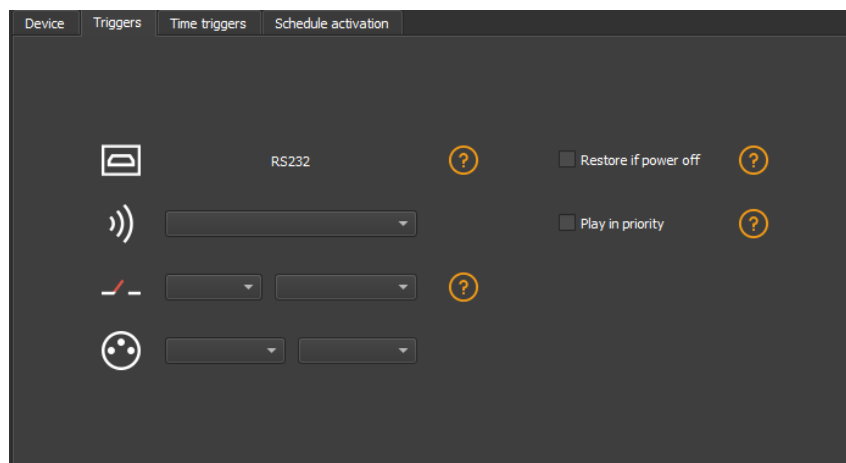 Device Triggers Time triggers Schedule activation
RS232 ? Restore if power off ?
Play in priority ?
?